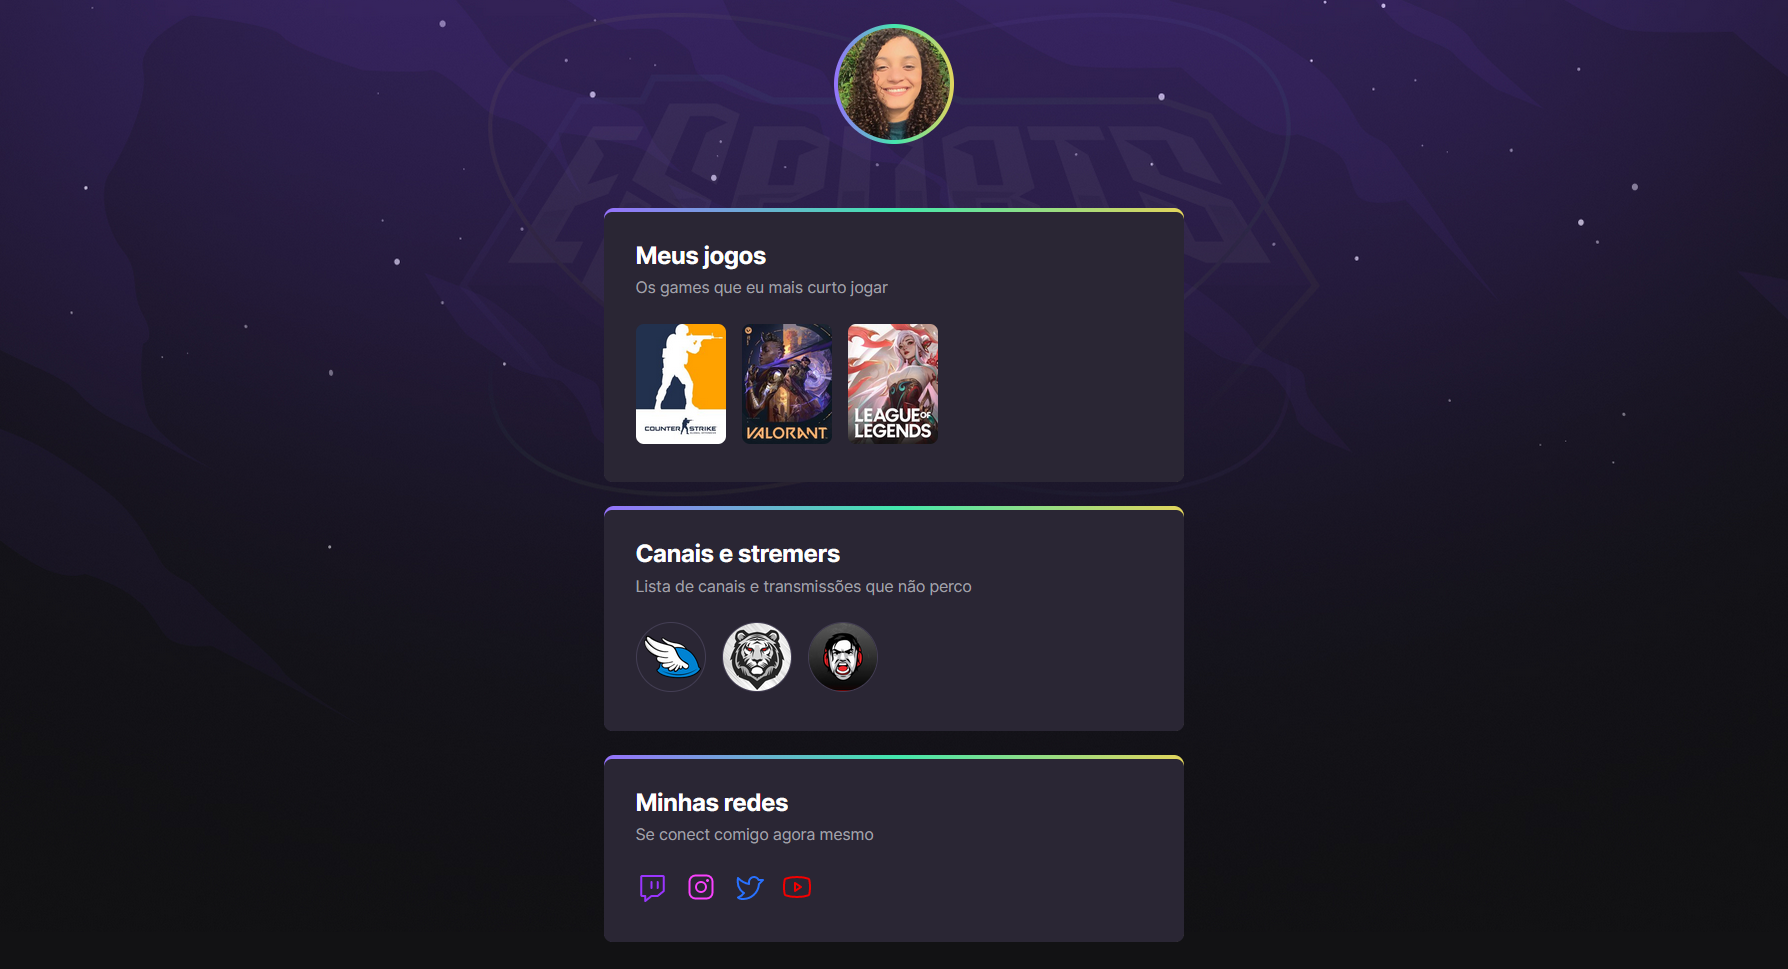 ESPORTS
Meus jogos
Os games que eu mais curto jogar
COUNTER STRIKE
VALORANT
LEAGUE OF
LEGENDS
Canais e stremers
Lista de canais e transmissões que não perco
Minhas redes
Se conect comigo agora mesmo